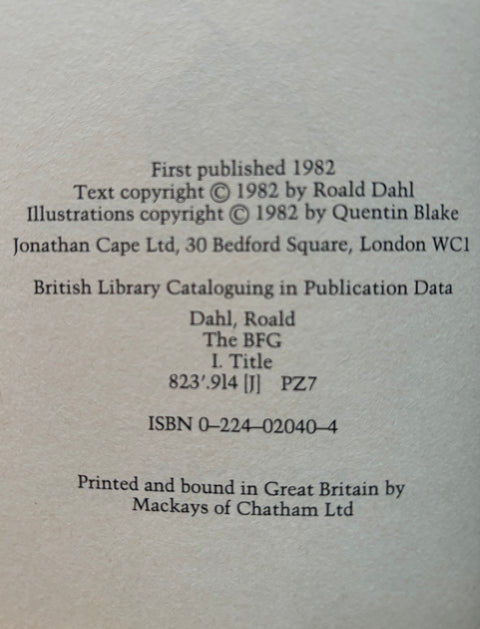 First published 1982
Text copyright © 1982 by Roald Dahl
Illustrations copyright © 1982 by Quentin Blake
Jonathan Cape Ltd, 30 Bedford Square, London WC1
British Library Cataloguing in Publication Data
Dahl, Roald
The BFG
I. Title
823′.914 [J] PZ7
ISBN 0–224–02040–4
Printed and bound in Great Britain by
Mackays of Chatham Ltd